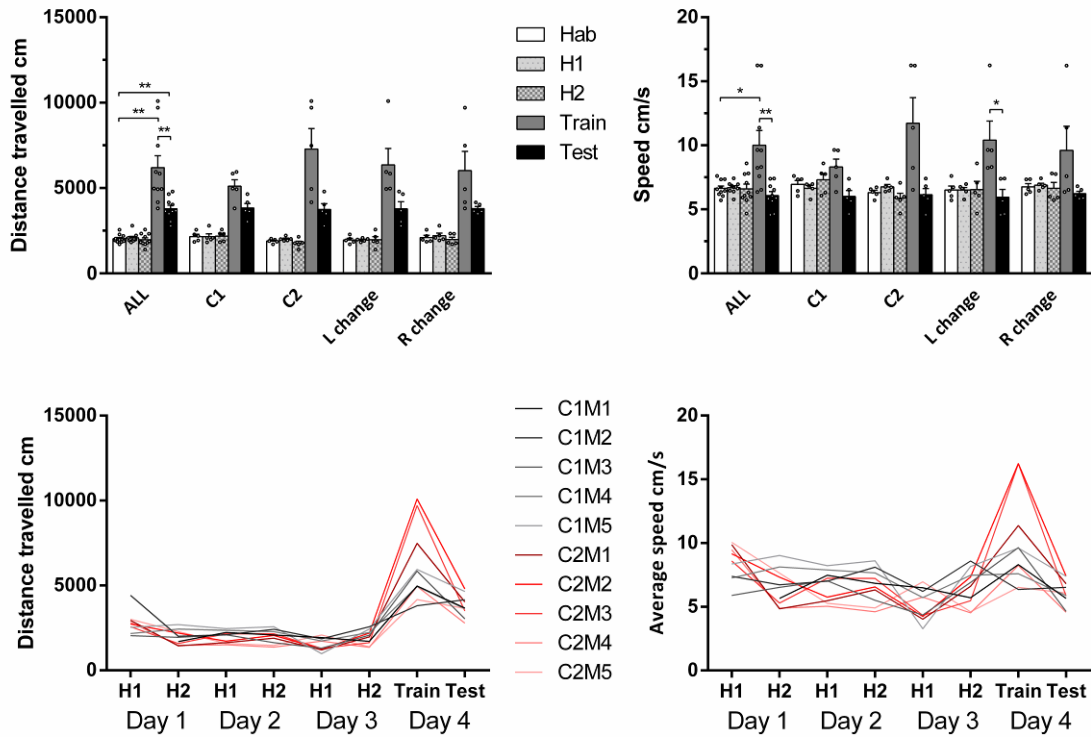 Distance travelled cm
15000
10000
5000
0
** 
**
**
ALL
C1
C2
L change
R change
Hab
H1
H2
Train
Test
Speed cm/s
20
15
10
5
0
*
**
*
ALL
C1
C2
L change
R change
Distance travelled cm
15000
10000
5000
0
H1 H2 H1 H2 H1 H2 Train Test
Day 1 Day 2 Day 3 Day 4
C1M1
C1M2
C1M3
C1M4
C1M5
C2M1
C2M2
C2M3
C2M4
C2M5
Average speed cm/s
20
15
10
5
0
H1 H2 H1 H2 H1 H2 Train Test
Day 1 Day 2 Day 3 Day 4